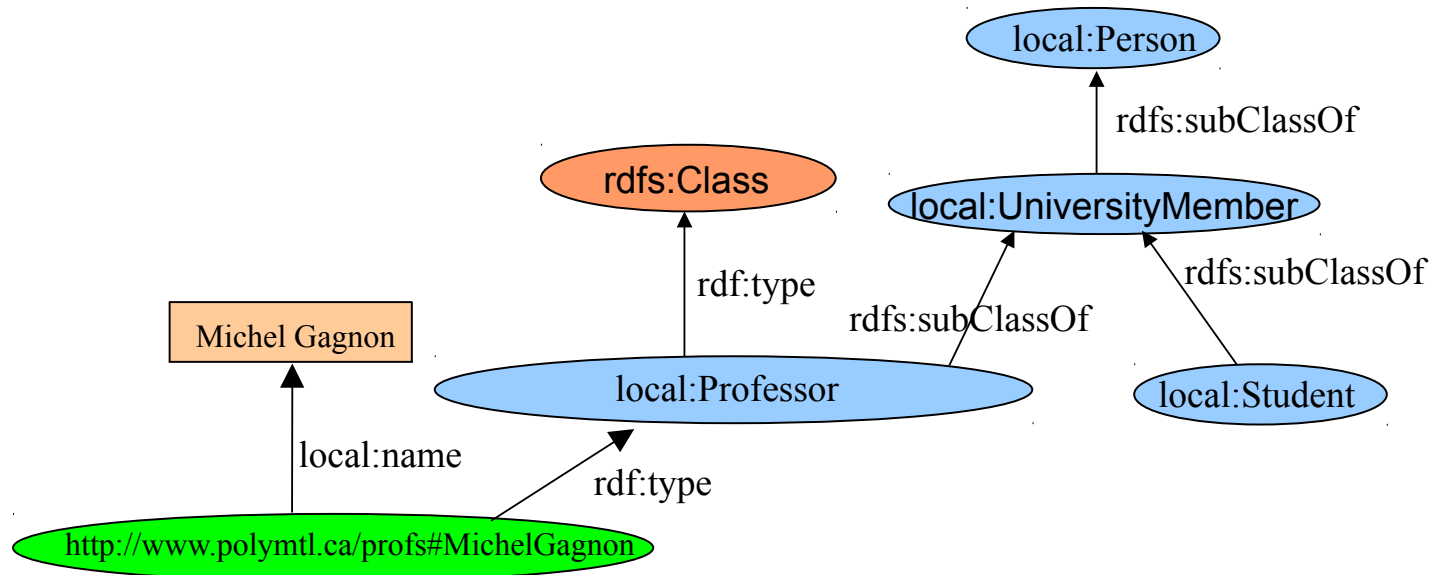 local:Person
rdfs:subClassOf
rdfs:Class
local:UniversityMember
rdf:type
rdfs:subClassOf
rdfs:subClassOf
Michel Gagnon
local:Professor
local:Student
local:name
rdf:type
http://www.polymtl.ca/profs#MichelGagnon